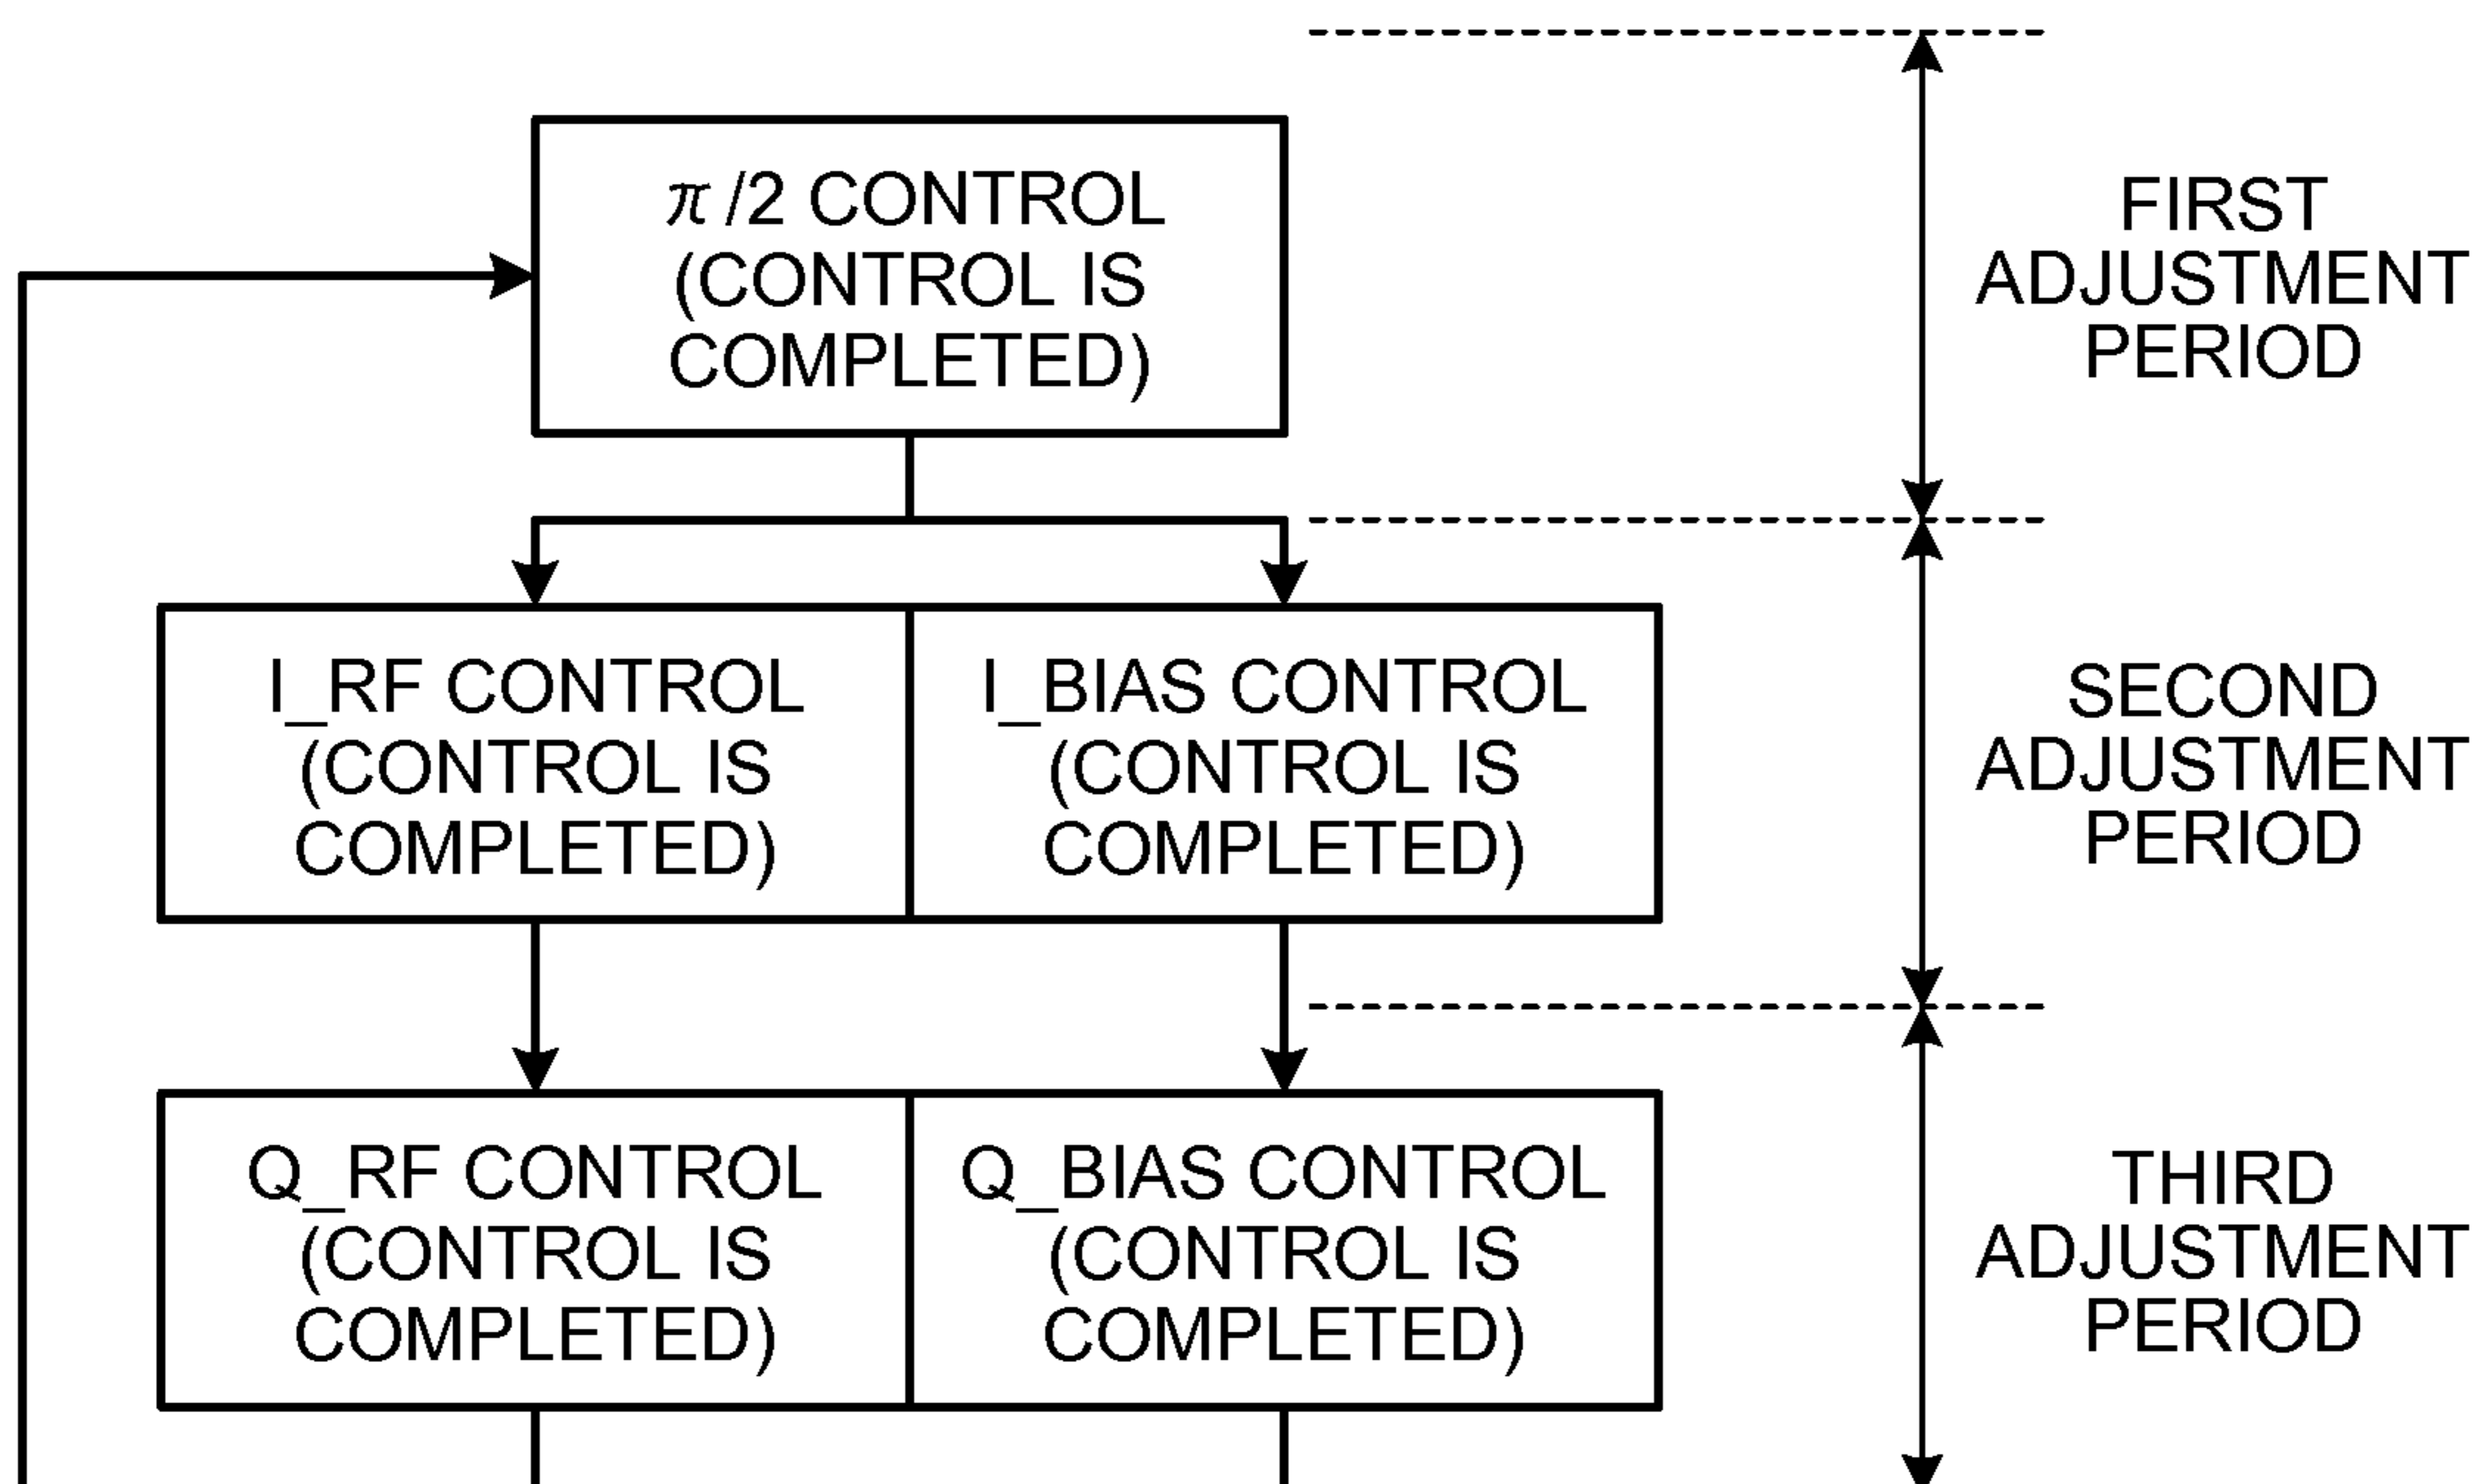 π/2 CONTROL
(CONTROL IS
COMPLETED)
FIRST
ADJUSTMENT
PERIOD
I_RF CONTROL
(CONTROL IS
COMPLETED)
I_BIAS CONTROL
(CONTROL IS
COMPLETED)
SECOND
ADJUSTMENT
PERIOD
Q_RF CONTROL
(CONTROL IS
COMPLETED)
Q_BIAS CONTROL
(CONTROL IS
COMPLETED)
THIRD
ADJUSTMENT
PERIOD